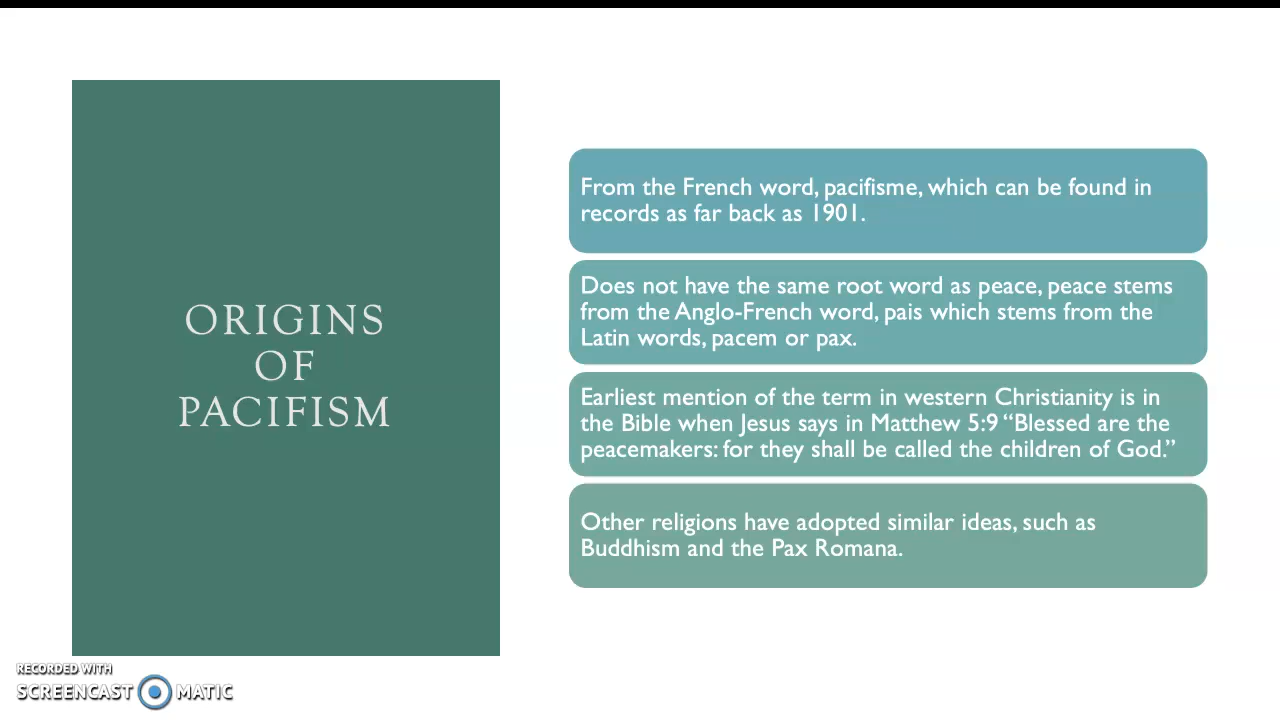 ORIGINS
OF
PACIFISM
From the French word, pacifisme, which can be found in
records as far back as 1901.
Does not have the same root word as peace, peace stems
from the Anglo-French word, pais which stems from the
Latin words, pacem or pax.
Earliest mention of the term in western Christianity is in
the Bible when Jesus says in Matthew 5:9 “Blessed are the
peacemakers: for they shall be called the children of God.”
Other religions have adopted similar ideas, such as
Buddhism and the Pax Romana.
RECORDED WITH
SCREENCAST MATIC